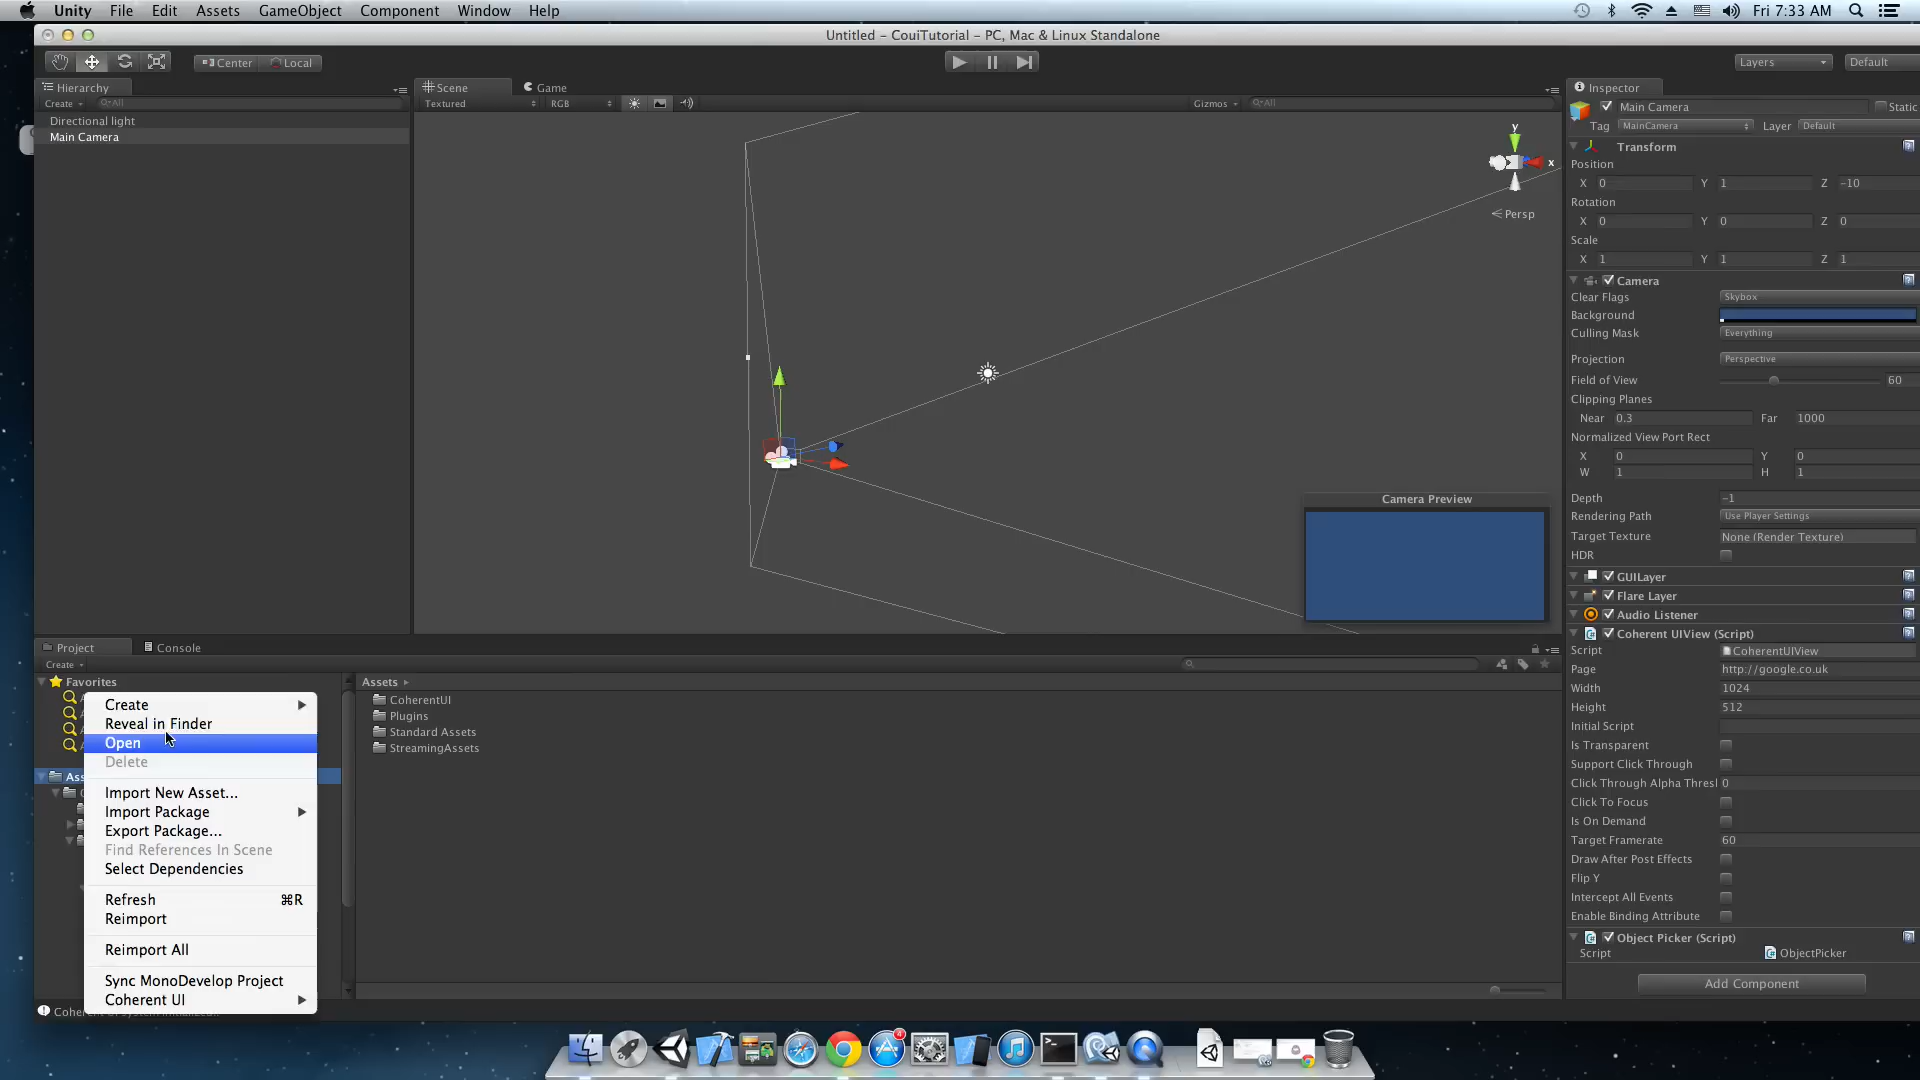 Unity File Edit Assets GameObject Component Window Help Fri 7:33 AM
Untitled - CouiTutorial - PC, Mac & Linux Standalone
Center Local Layers Default
Hierarchy
Create All
Directional light
Main Camera
Scene Game
Textured RGB Gizmos All
y
x
Persp
Camera Preview
Inspector
Main Camera Static
Tag MainCamera Layer Default
Transform
Position
X 0 Y 1 Z -10
Rotation
X 0 Y 0 Z 0
Scale
X 1 Y 1 Z 1
Camera
Clear Flags Skybox
Background
Culling Mask Everything
Projection Perspective
Field of View 60
Clipping Planes
Near 0.3 Far 1000
Normalized View Port Rect
X 0 Y 0
W 1 H 1
Depth -1
Rendering Path Use Player Settings
Target Texture None (Render Texture)
HDR
GUILayer
Flare Layer
Audio Listener
Coherent UIView (Script)
Script CoherentUIView
Page http://google.co.uk
Width 1024
Height 512
Initial Script
Is Transparent
Support Click Through
Click Through Alpha Thresl 0
Click To Focus
Is On Demand
Target Framerate 60
Draw After Post Effects
Flip Y
Intercept All Events
Enable Binding Attribute
Object Picker (Script)
Script ObjectPicker
Add Component
Project Console
Create
Favorites
Ass
Create
Reveal in Finder
Open
Delete
Import New Asset...
Import Package
Export Package...
Find References In Scene
Select Dependencies
Refresh ⌘R
Reimport
Reimport All
Sync MonoDevelop Project
Coherent UI
Assets
CoherentUI
Plugins
Standard Assets
StreamingAssets
4